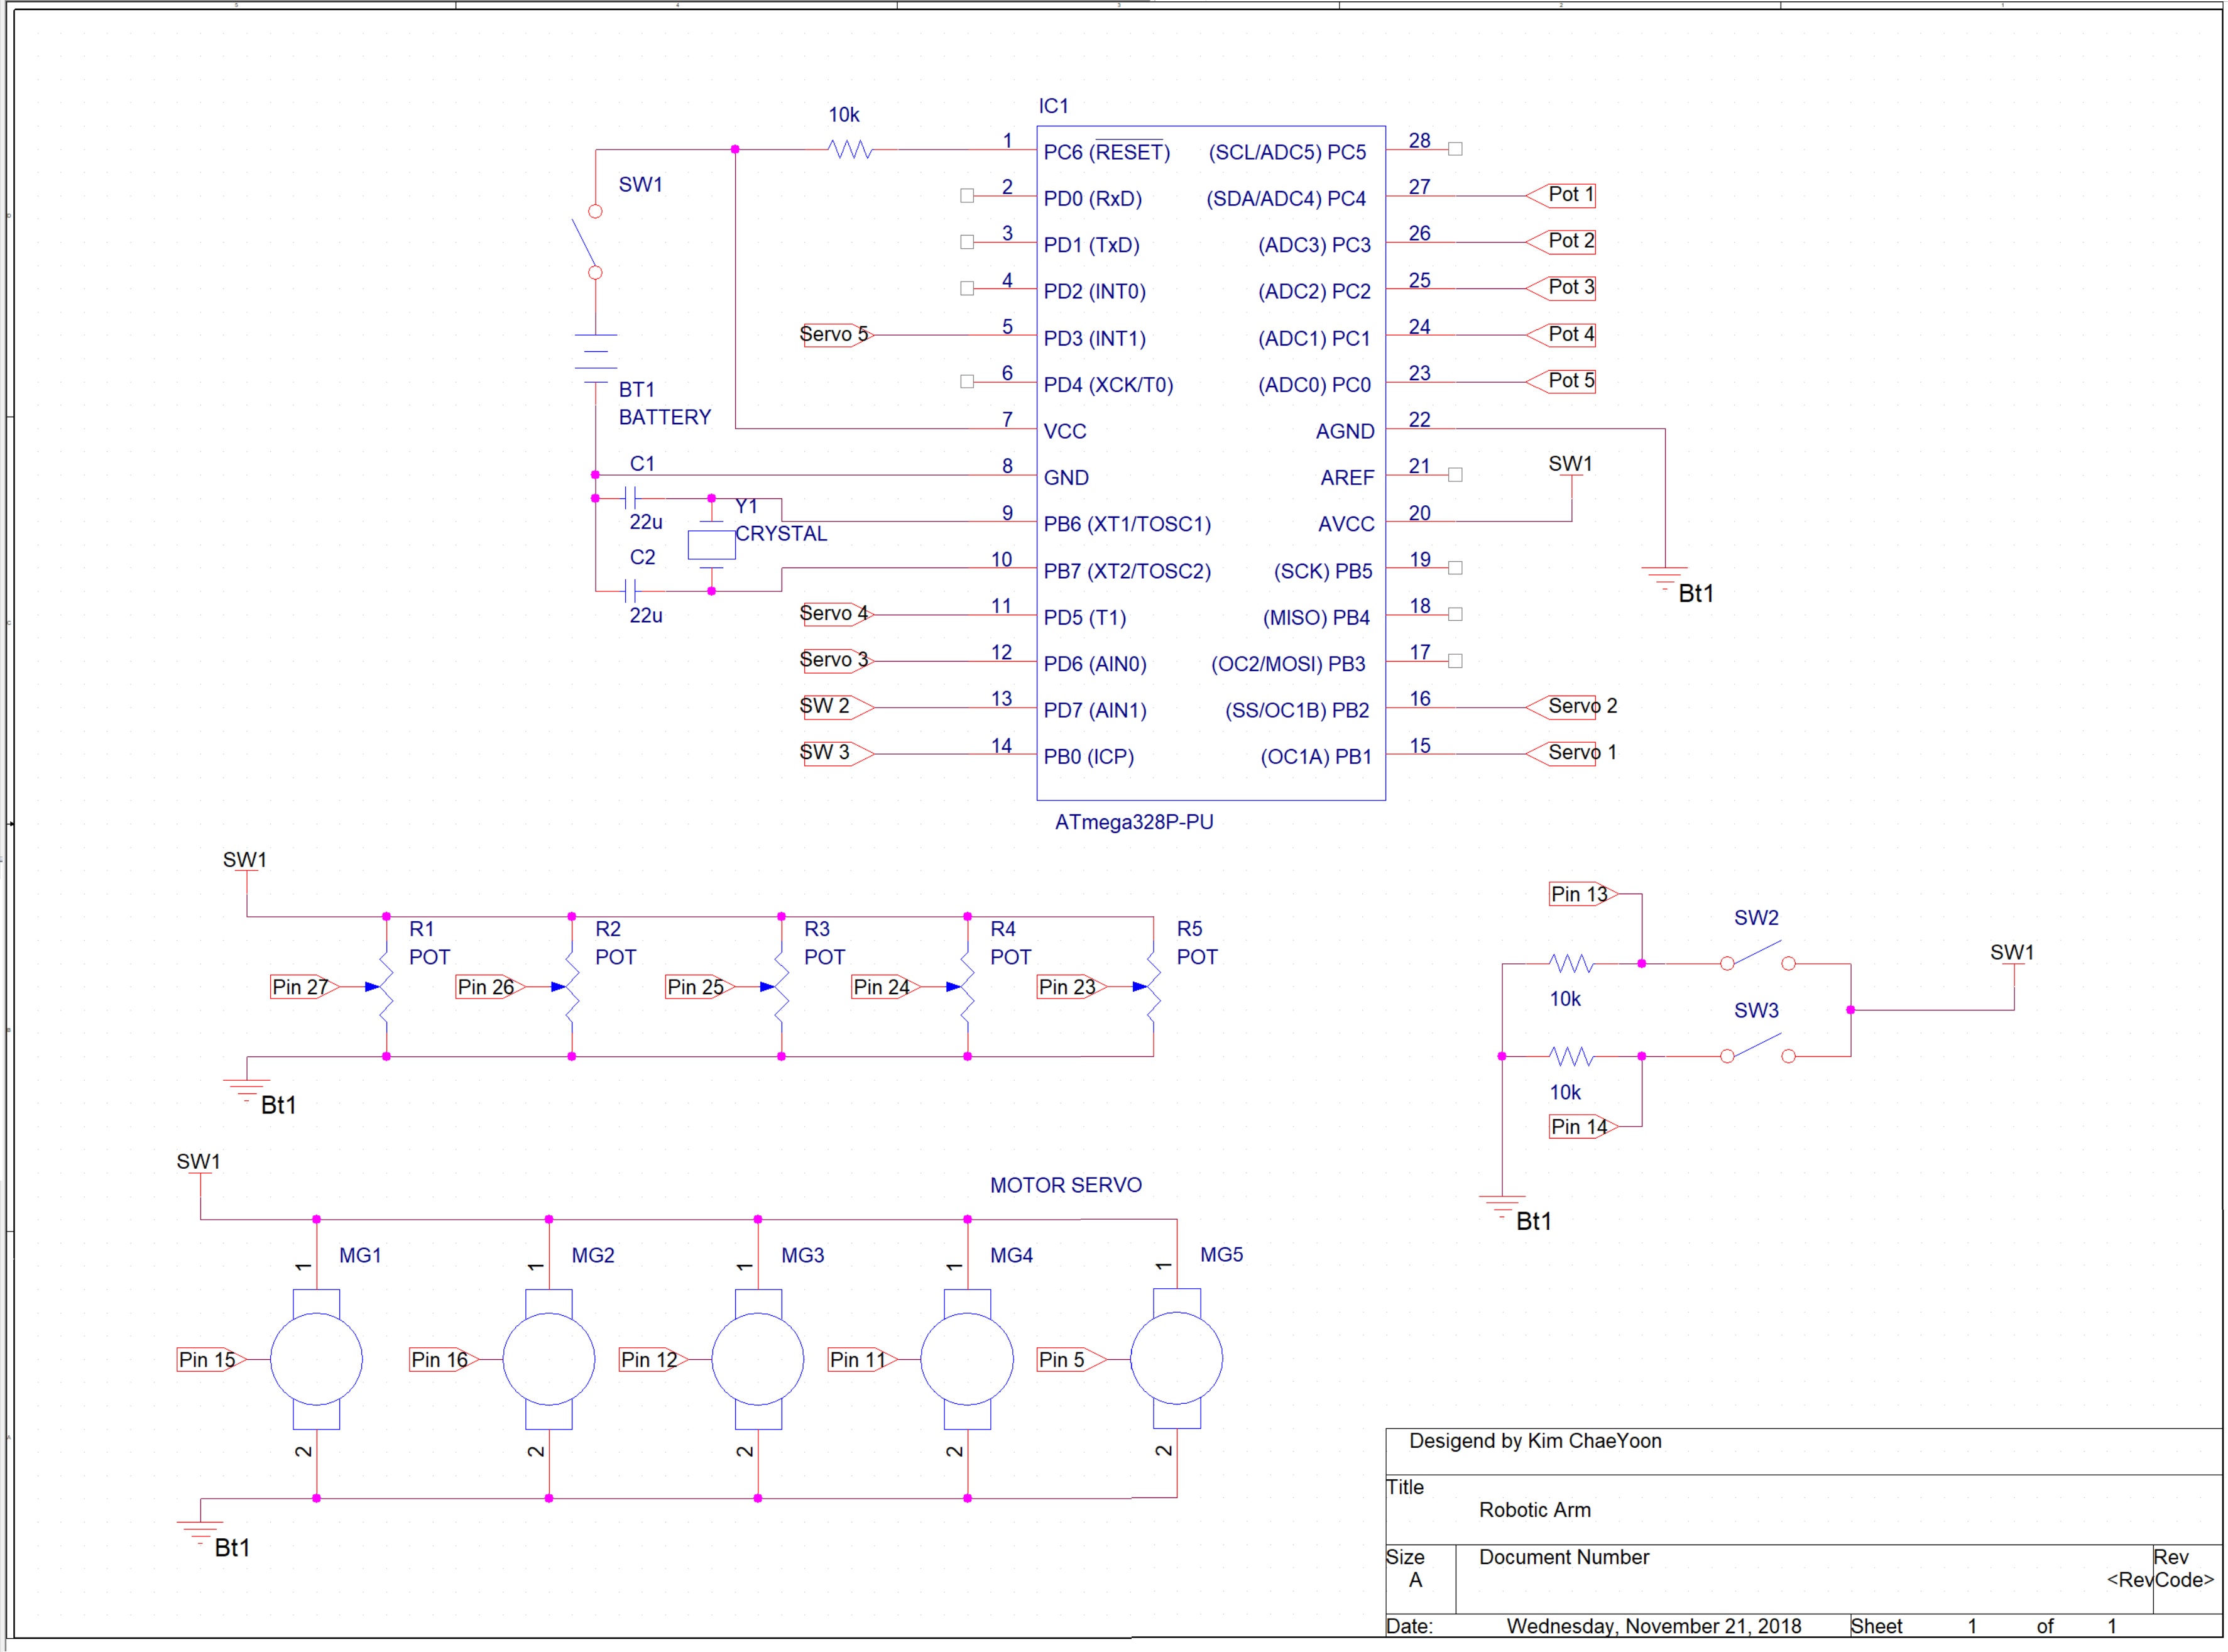 IC1
10k
1
PC6 (RESET)
(SCL/ADC5) PC5
28
SW1
2
PD0 (RxD)
(SDA/ADC4) PC4
27
Pot 1
3
PD1 (TxD)
(ADC3) PC3
26
Pot 2
4
PD2 (INT0)
(ADC2) PC2
25
Pot 3
Servo 5
5
PD3 (INT1)
(ADC1) PC1
24
Pot 4
6
PD4 (XCK/T0)
(ADC0) PC0
23
Pot 5
BT1
BATTERY
7
VCC
AGND
22
C1
22u
8
GND
AREF
21
SW1
Y1
CRYSTAL
9
PB6 (XT1/TOSC1)
AVCC
20
C2
22u
10
PB7 (XT2/TOSC2)
(SCK) PB5
19
Bt1
Servo 4
11
PD5 (T1)
(MISO) PB4
18
Servo 3
12
PD6 (AIN0)
(OC2/MOSI) PB3
17
SW 2
13
PD7 (AIN1)
(SS/OC1B) PB2
16
Servo 2
SW 3
14
PB0 (ICP)
(OC1A) PB1
15
Servo 1
ATmega328P-PU
SW1
R1
POT
R2
POT
R3
POT
R4
POT
R5
POT
Pin 27
Pin 26
Pin 25
Pin 24
Pin 23
Bt1
Pin 13
SW2
SW1
10k
SW3
10k
Pin 14
Bt1
SW1
MOTOR SERVO
1
MG1
1
MG2
1
MG3
1
MG4
1
MG5
Pin 15
Pin 16
Pin 12
Pin 11
Pin 5
2
2
2
2
2
Bt1
Desigend by Kim ChaeYoon
Title
Robotic Arm
Size
A
Document Number
Rev
<RevCode>
Date:
Wednesday, November 21, 2018
Sheet 1 of 1